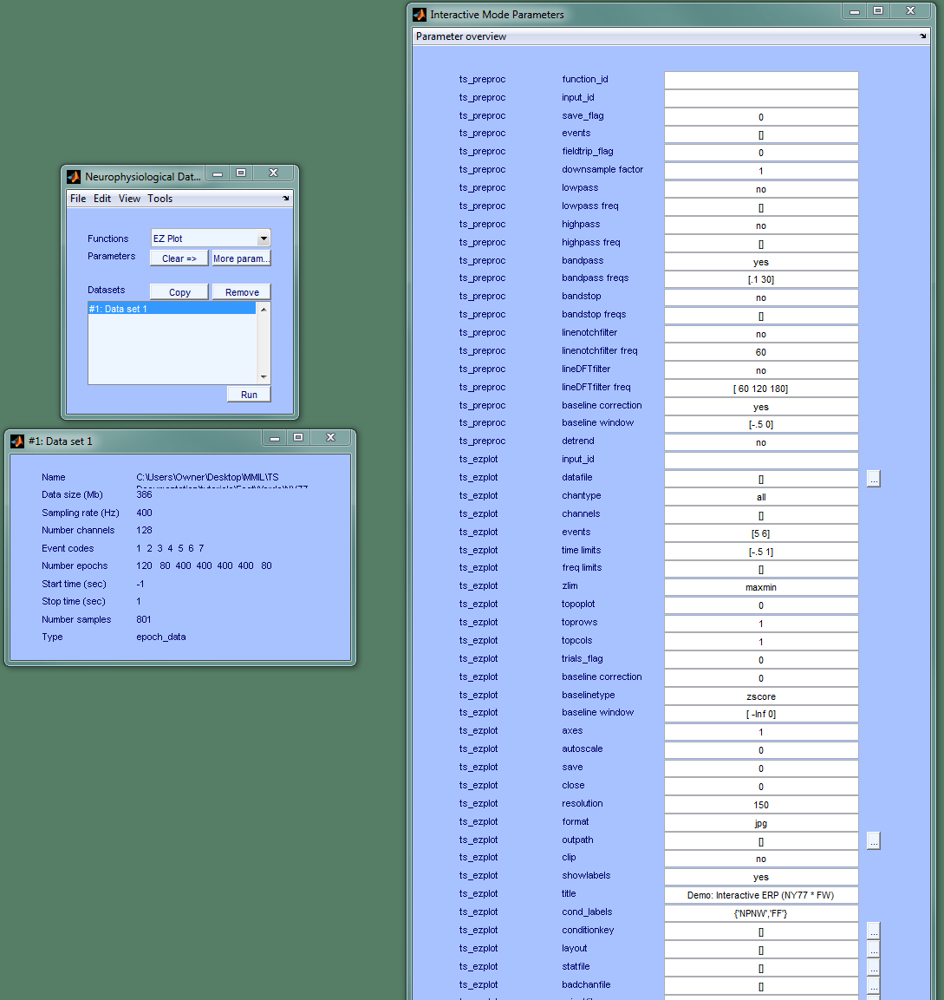 Interactive Mode Parameters
Parameter overview
ts_preproc function_id
ts_preproc input_id
ts_preproc save_flag 0
ts_preproc events []
ts_preproc fieldtrip_flag 0
ts_preproc downsample factor 1
ts_preproc lowpass no
ts_preproc lowpass freq []
ts_preproc highpass no
ts_preproc highpass freq []
ts_preproc bandpass yes
ts_preproc bandpass freqs [.1 30]
ts_preproc bandstop no
ts_preproc bandstop freqs []
ts_preproc linenotchfilter no
ts_preproc linenotchfilter freq 60
ts_preproc lineDFTfilter no
ts_preproc lineDFTfilter freq [ 60 120 180]
ts_preproc baseline correction yes
ts_preproc baseline window [-.5 0]
ts_preproc detrend no
ts_ezplot input_id
ts_ezplot datafile [] ...
ts_ezplot chantype all
ts_ezplot channels []
ts_ezplot events [5 6]
ts_ezplot time limits [-.5 1]
ts_ezplot freq limits []
ts_ezplot zlim maxmin
ts_ezplot topoplot 0
ts_ezplot toprows 1
ts_ezplot topcols 1
ts_ezplot trials_flag 0
ts_ezplot baseline correction 0
ts_ezplot baselinetype zscore
ts_ezplot baseline window [ -Inf 0]
ts_ezplot axes 1
ts_ezplot autoscale 0
ts_ezplot save 0
ts_ezplot close 0
ts_ezplot resolution 150
ts_ezplot format jpg
ts_ezplot outpath [] ...
ts_ezplot clip no
ts_ezplot showlabels yes
ts_ezplot title Demo: Interactive ERP (NY77 * FW)
ts_ezplot cond_labels {'NPNW','FF'}
ts_ezplot conditionkey [] ...
ts_ezplot layout [] ...
ts_ezplot statfile [] ...
ts_ezplot badchanfile [] ...
Neurophysiological Dat...
File Edit View Tools
Functions EZ Plot
Parameters Clear => More param...
Datasets Copy Remove
#1: Data set 1
Run
#1: Data set 1
Name C:\Users\Owner\Desktop\MMIL\TS
Data size (Mb) 386
Sampling rate (Hz) 400
Number channels 128
Event codes 1 2 3 4 5 6 7
Number epochs 120 80 400 400 400 400 80
Start time (sec) -1
Stop time (sec) 1
Number samples 801
Type epoch_data